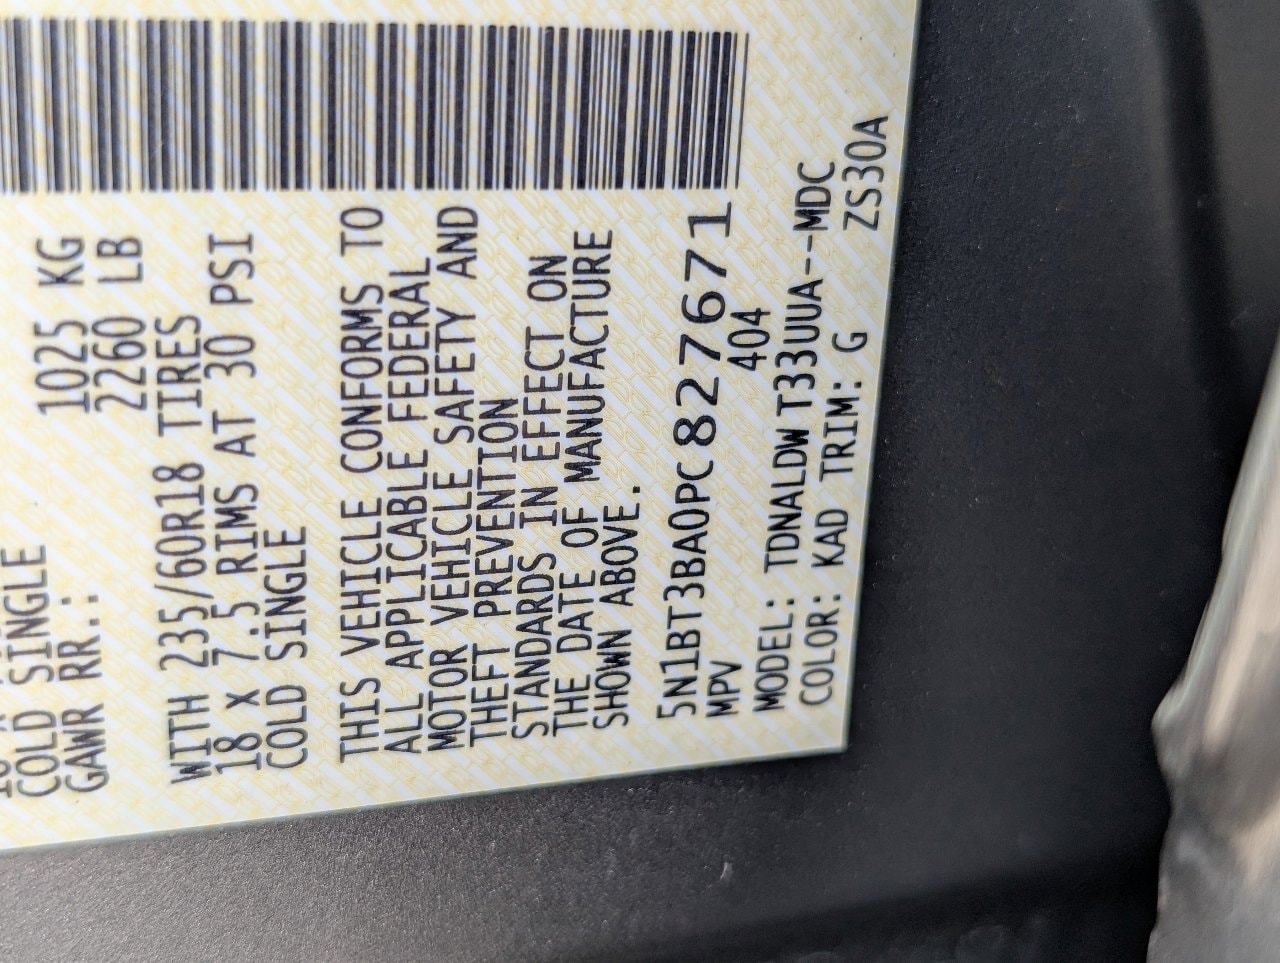 COLD SINGLE
GAWR RR.: 1025 KG
2260 LB
WITH 235/60R18 TIRES
18 x 7.5 RIMS AT 30 PSI
COLD SINGLE
THIS VEHICLE CONFORMS TO
ALL APPLICABLE FEDERAL
MOTOR VEHICLE SAFETY AND
THEFT PREVENTION
STANDARDS IN EFFECT ON
THE DATE OF MANUFACTURE
SHOWN ABOVE.
5N1BT3BA0PC827671
MPV 404
MODEL: TDNALDW T33UUA--MDC
COLOR: KAD TRIM: G ZS30A